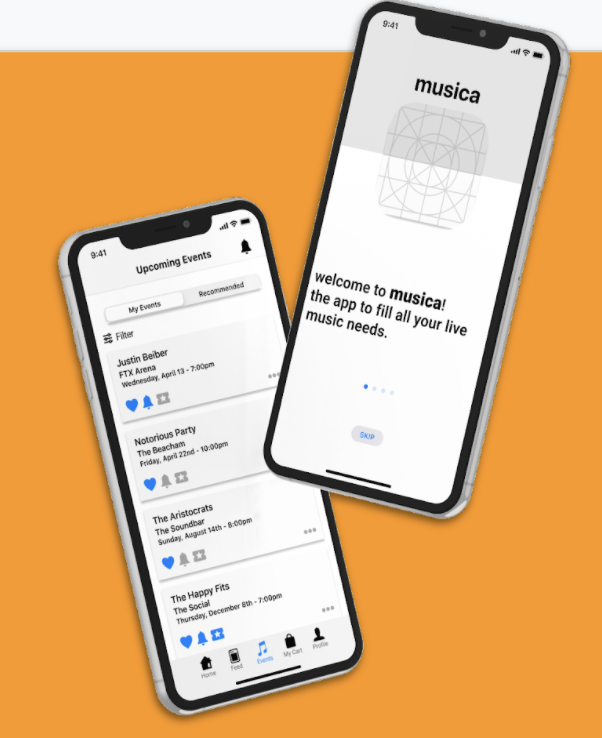 9:41
musica
welcome to musica!
the app to fill all your live
music needs.
SKIP
9:41
Upcoming Events
My Events
Recommended
Filter
Justin Beiber
FTX Arena
Wednesday, April 13 - 7:00pm
Notorious Party
The Beacham
Friday, April 22nd - 10:00pm
The Aristocrats
The Soundbar
Sunday, August 14th - 8:00pm
The Happy Fits
The Social
Thursday, December 8th - 7:00pm
Home
Feed
Events
My Cart
Profile